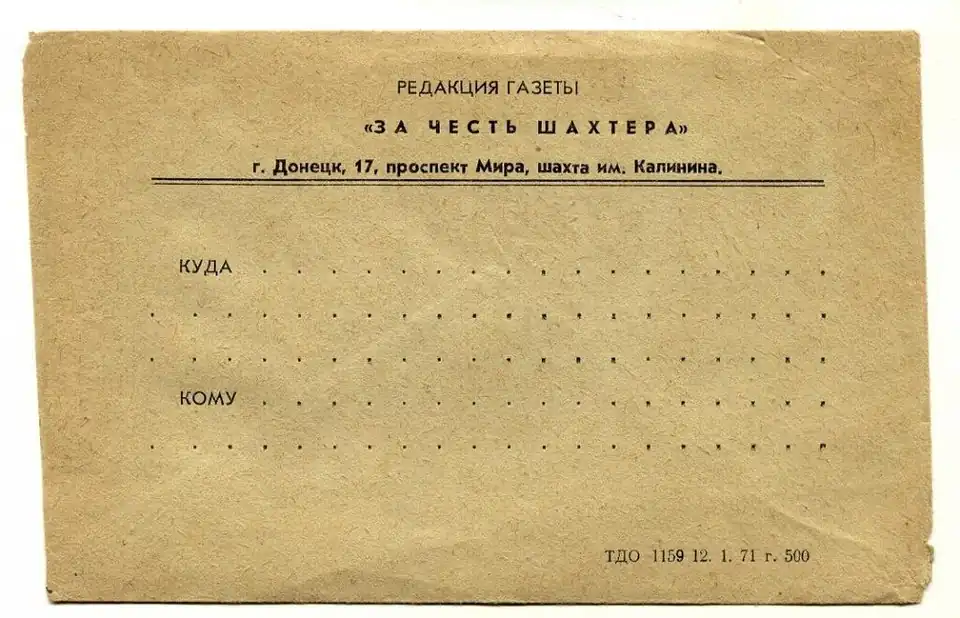 РЕДАКЦИЯ ГАЗЕТЫ
«ЗА ЧЕСТЬ ШАХТЕРА»
г. Донецк, 17, проспект Мира, шахта им. Калинина.
КУДА . . . . . . . . . . . . . . . .
. . . . . . . . . . . . . . . . . . .
. . . . . . . . . . . . . . . . . . .
КОМУ . . . . . . . . . . . . . . . .
. . . . . . . . . . . . . . . . . . .
ТДО 1159 12. 1. 71 г. 500